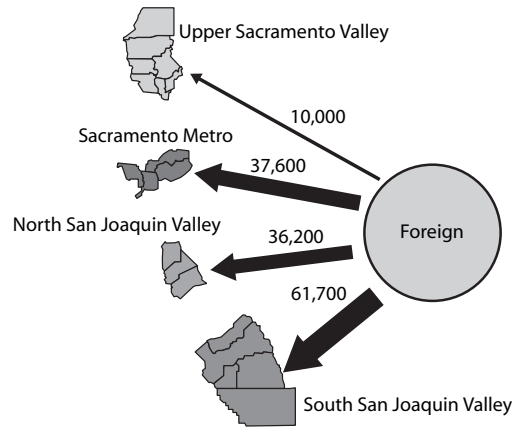 Upper Sacramento Valley
10,000
Sacramento Metro
37,600
North San Joaquin Valley
36,200
Foreign
61,700
South San Joaquin Valley